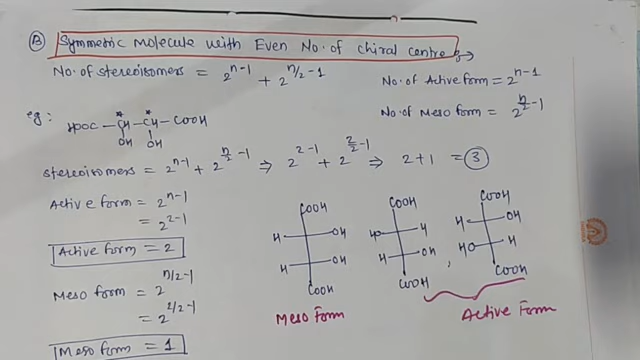 B Symmetric Molecule with Even No. of chiral centre :→
No. of stereoisomers = 2^(n-1) + 2^(n/2-1)
No. of Active form = 2^(n-1)
No. of Meso form = 2^(n/2-1)
eg: HOOC-*CH-*CH-COOH
OH OH
Stereoisomers = 2^(n-1) + 2^(n/2-1) ⇒ 2^(2-1) + 2^(2/2-1) ⇒ 2+1 = 3
Active form = 2^(n-1)
= 2^(2-1)
Active form = 2
Meso form = 2^(n/2-1)
= 2^(2/2-1)
Meso form = 1
COOH
H OH
H OH
COOH
Meso form
COOH
HO H
H OH
COOH
,
COOH
H OH
HO H
COOH
Active Form